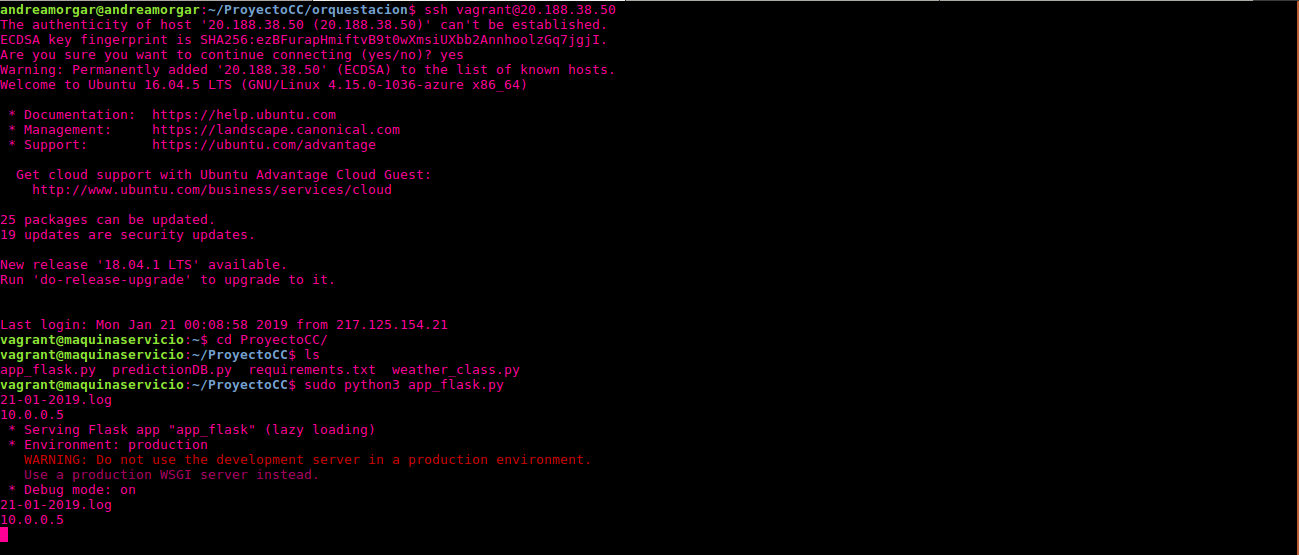 andreamorgar@andreamorgar:~/ProyectoCC/orquestacion$ ssh vagrant@20.188.38.50
The authenticity of host '20.188.38.50 (20.188.38.50)' can't be established.
ECDSA key fingerprint is SHA256:ezBFurapHmiftvB9t0wXmsiUXbb2AnnhoolzGq7jgjI.
Are you sure you want to continue connecting (yes/no)? yes
Warning: Permanently added '20.188.38.50' (ECDSA) to the list of known hosts.
Welcome to Ubuntu 16.04.5 LTS (GNU/Linux 4.15.0-1036-azure x86_64)
* Documentation:  https://help.ubuntu.com
* Management:     https://landscape.canonical.com
* Support:        https://ubuntu.com/advantage
Get cloud support with Ubuntu Advantage Cloud Guest:
http://www.ubuntu.com/business/services/cloud
25 packages can be updated.
19 updates are security updates.
New release '18.04.1 LTS' available.
Run 'do-release-upgrade' to upgrade to it.
Last login: Mon Jan 21 00:08:58 2019 from 217.125.154.21
vagrant@maquinaservicio:~$ cd ProyectoCC/
vagrant@maquinaservicio:~/ProyectoCC$ ls
app_flask.py  predictionDB.py  requirements.txt  weather_class.py
vagrant@maquinaservicio:~/ProyectoCC$ sudo python3 app_flask.py
21-01-2019.log
10.0.0.5
* Serving Flask app "app_flask" (lazy loading)
* Environment: production
WARNING: Do not use the development server in a production environment.
Use a production WSGI server instead.
* Debug mode: on
21-01-2019.log
10.0.0.5